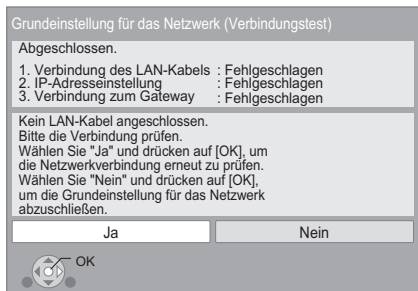 Grundeinstellung für das Netzwerk (Verbindungstest)
Abgeschlossen.
1. Verbindung des LAN-Kabels : Fehlgeschlagen
2. IP-Adresseinstellung : Fehlgeschlagen
3. Verbindung zum Gateway : Fehlgeschlagen
Kein LAN-Kabel angeschlossen.
Bitte die Verbindung prüfen.
Wählen Sie "Ja" und drücken auf [OK], um
die Netzwerkverbindung erneut zu prüfen.
Wählen Sie "Nein" und drücken auf [OK],
um die Grundeinstellung für das Netzwerk
abzuschließen.
Ja Nein
OK